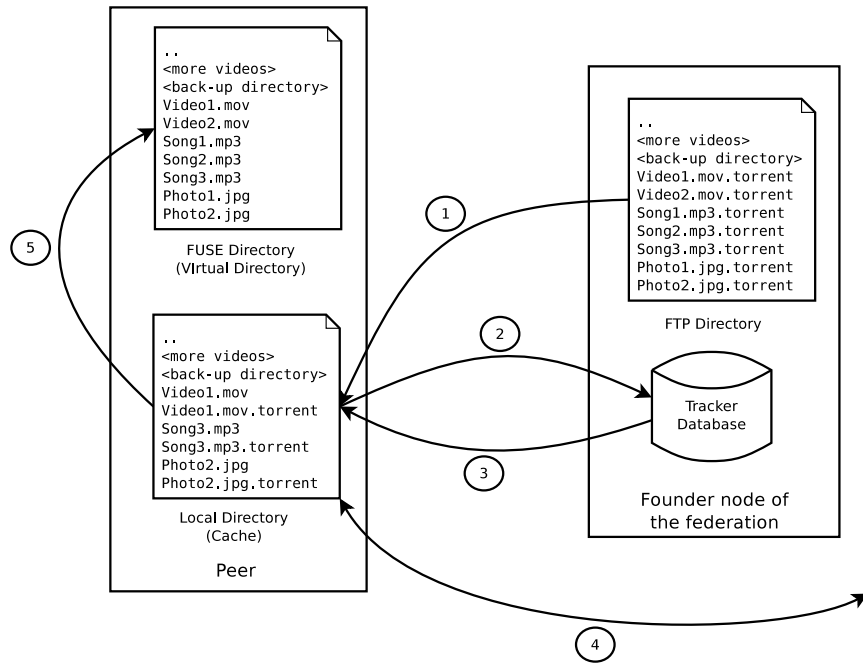 ..
<more videos>
<back-up directory>
Video1.mov
Video2.mov
Song1.mp3
Song2.mp3
Song3.mp3
Photo1.jpg
Photo2.jpg
FUSE Directory
(VIrtual Directory)
5
..
<more videos>
<back-up directory>
Video1.mov
Video1.mov.torrent
Song3.mp3
Song3.mp3.torrent
Photo2.jpg
Photo2.jpg.torrent
Local Directory
(Cache)
Peer
1
2
3
4
..
<more videos>
<back-up directory>
Video1.mov.torrent
Video2.mov.torrent
Song1.mp3.torrent
Song2.mp3.torrent
Song3.mp3.torrent
Photo1.jpg.torrent
Photo2.jpg.torrent
FTP Directory
Tracker
Database
Founder node of
the federation